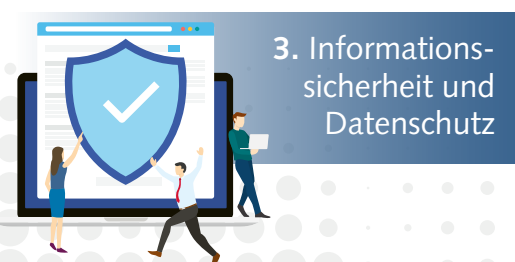 3. Informations-
sicherheit und
Datenschutz